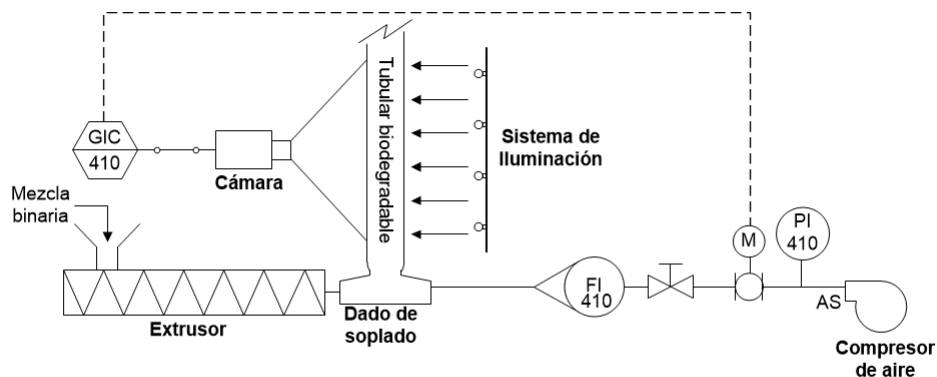 GIC
410
Cámara
Mezcla
binaria
Extrusor
Tubular biodegradable
Sistema de
Iluminación
Dado de
soplado
FI
410
M
PI
410
AS
Compresor
de aire